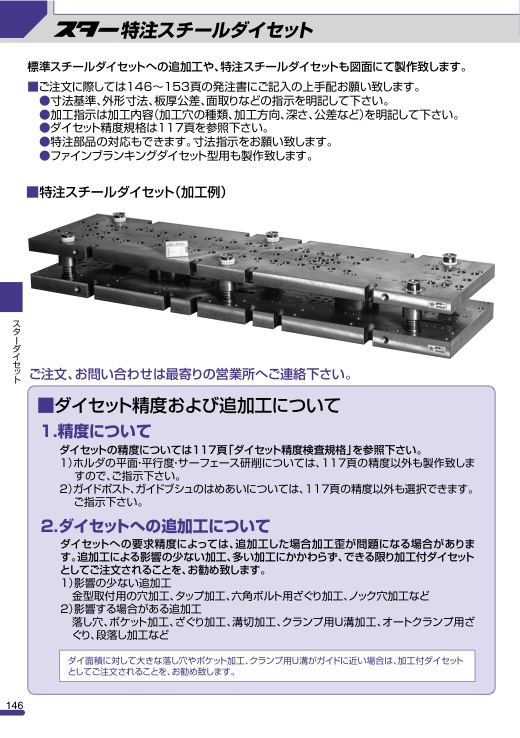 スター特注スチールダイセット
標準スチールダイセットへの追加工や、特注スチールダイセットも図面にて製作致します。
■ご注文に際しては146〜153頁の発注書にご記入の上手配お願い致します。
●寸法基準、外形寸法、板厚公差、面取りなどの指示を明記して下さい。
●加工指示は加工内容（加工穴の種類、加工方向、深さ、公差など）を明記して下さい。
●ダイセット精度規格は117頁を参照下さい。
●特注部品の対応もできます。寸法指示をお願い致します。
●ファインブランキングダイセット型用も製作致します。
■特注スチールダイセット（加工例）
スターダイセット
ご注文、お問い合わせは最寄りの営業所へご連絡下さい。
■ダイセット精度および追加工について
1.精度について
ダイセットの精度については117頁「ダイセット精度検査規格」を参照下さい。
1）ホルダの平面・平行度・サーフェース研削については、117頁の精度以外も製作致しま
すので、ご指示下さい。
2）ガイドポスト、ガイドブシュのはめあいについては、117頁の精度以外も選択できます。
ご指示下さい。
2.ダイセットへの追加工について
ダイセットへの要求精度によっては、追加工した場合加工歪が問題になる場合がありま
す。追加工による影響の少ない加工、多い加工にかかわらず、できる限り加工付ダイセット
としてご注文されることを、お勧め致します。
1）影響の少ない追加工
金型取付用の穴加工、タップ加工、六角ボルト用ざぐり加工、ノック穴加工など
2）影響する場合がある追加工
落し穴、ポケット加工、ざぐり加工、溝切加工、クランプ用U溝加工、オートクランプ用ざ
ぐり、段落し加工など
ダイ面積に対して大きな落し穴やポケット加工、クランプ用U溝がガイドに近い場合は、加工付ダイセット
としてご注文されることを、お勧め致します。
146